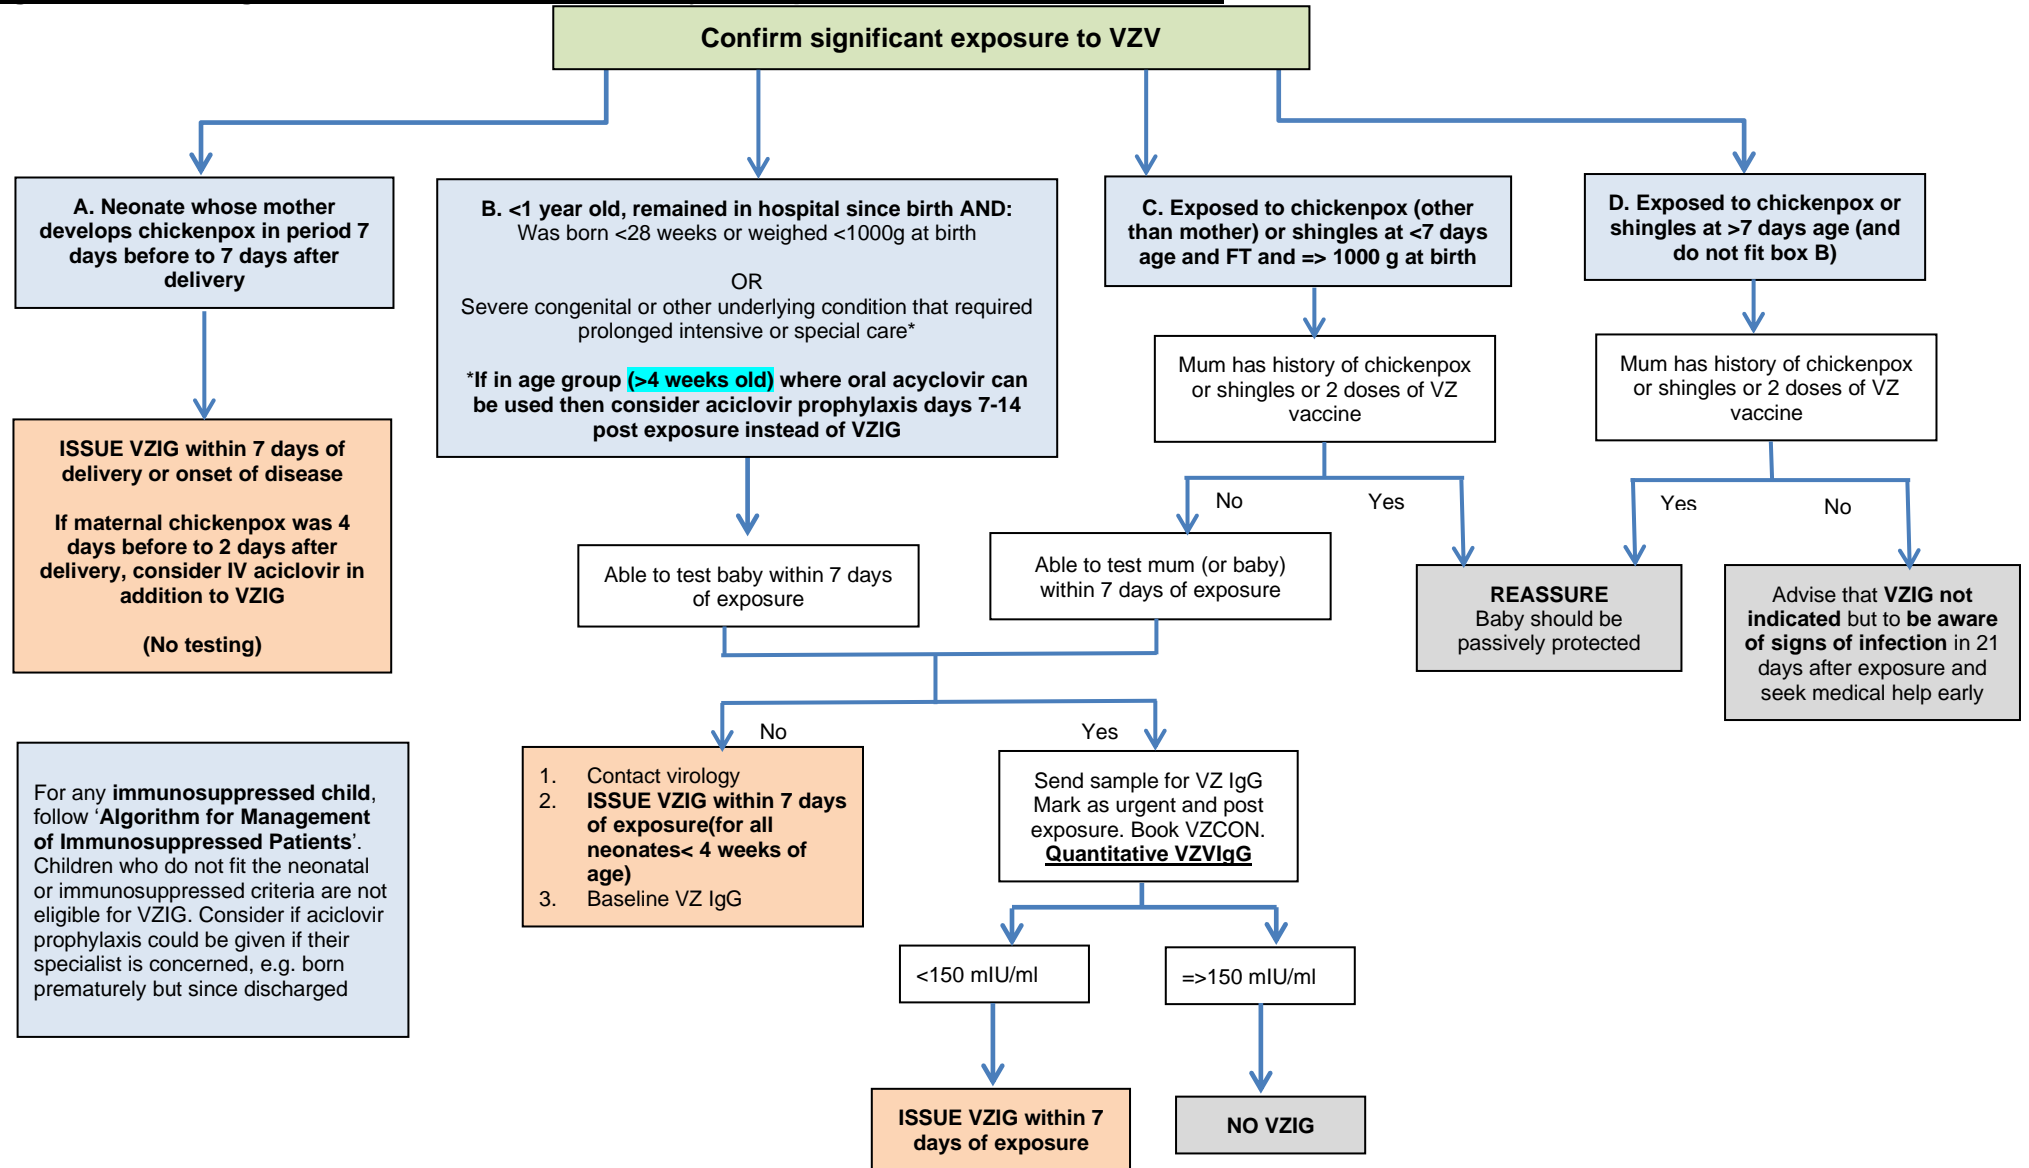 Confirm significant exposure to VZV
A. Neonate whose mother
develops chickenpox in period 7
days before to 7 days after
delivery
ISSUE VZIG within 7 days of
delivery or onset of disease
If maternal chickenpox was 4
days before to 2 days after
delivery, consider IV aciclovir in
addition to VZIG
(No testing)
For any immunosuppressed child,
follow ‘Algorithm for Management
of Immunosuppressed Patients’.
Children who do not fit the neonatal
or immunosuppressed criteria are not
eligible for VZIG. Consider if aciclovir
prophylaxis could be given if their
specialist is concerned, e.g. born
prematurely but since discharged
B. <1 year old, remained in hospital since birth AND:
Was born <28 weeks or weighed <1000g at birth
OR
Severe congenital or other underlying condition that required
prolonged intensive or special care*
*If in age group (>4 weeks old) where oral acyclovir can
be used then consider aciclovir prophylaxis days 7-14
post exposure instead of VZIG
Able to test baby within 7 days
of exposure
C. Exposed to chickenpox (other
than mother) or shingles at <7 days
age and FT and => 1000 g at birth
Mum has history of chickenpox
or shingles or 2 doses of VZ
vaccine
No
Yes
Able to test mum (or baby)
within 7 days of exposure
No
Yes
1. Contact virology
2. ISSUE VZIG within 7 days
of exposure(for all
neonates< 4 weeks of
age)
3. Baseline VZ IgG
Send sample for VZ IgG
Mark as urgent and post
exposure. Book VZCON.
Quantitative VZVIgG
<150 mIU/ml
=>150 mIU/ml
ISSUE VZIG within 7
days of exposure
NO VZIG
D. Exposed to chickenpox or
shingles at >7 days age (and
do not fit box B)
Mum has history of chickenpox
or shingles or 2 doses of VZ
vaccine
Yes
No
REASSURE
Baby should be
passively protected
Advise that VZIG not
indicated but to be aware
of signs of infection in 21
days after exposure and
seek medical help early